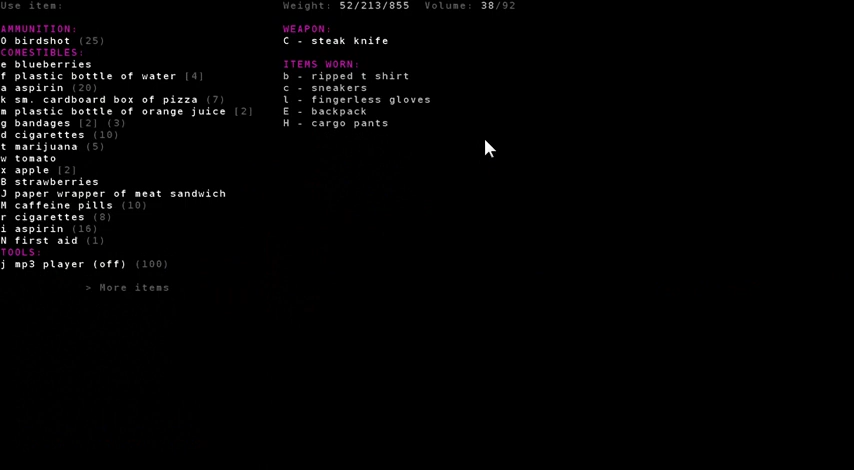 Use item:
Weight: 52/213/855 Volume: 38/92
AMMUNITION:
O birdshot (25)
COMESTIBLES:
e blueberries
f plastic bottle of water [4]
a aspirin (20)
k sm. cardboard box of pizza (7)
m plastic bottle of orange juice [2]
g bandages [2] (3)
d cigarettes (10)
t marijuana (5)
w tomato
x apple [2]
B strawberries
J paper wrapper of meat sandwich
M caffeine pills (10)
r cigarettes (8)
i aspirin (16)
N first aid (1)
TOOLS:
j mp3 player (off) (100)
> More items
WEAPON:
C - steak knife
ITEMS WORN:
b - ripped t shirt
c - sneakers
l - fingerless gloves
E - backpack
H - cargo pants